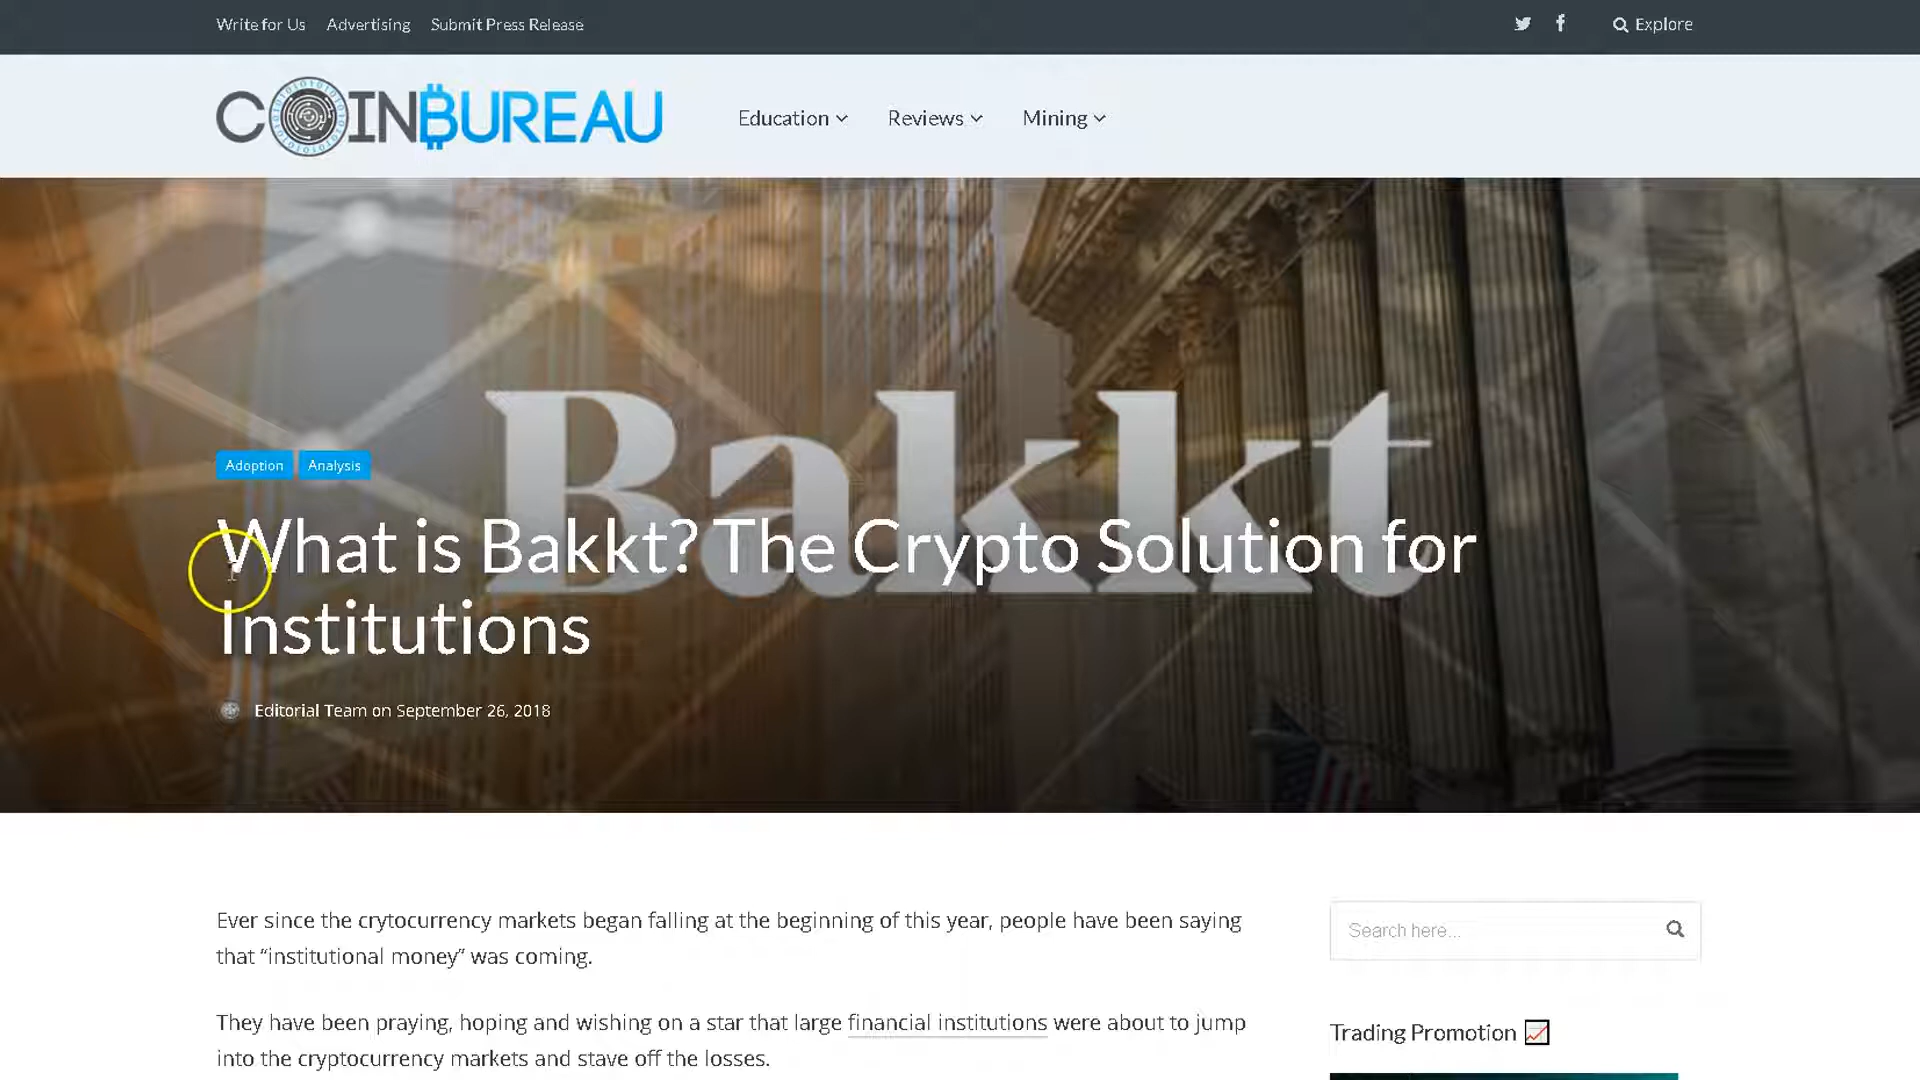 Write for Us Advertising Submit Press Release Explore
COINBUREAU Education Reviews Mining
Bakkt
Adoption Analysis
What is Bakkt? The Crypto Solution for
Institutions
Editorial Team on September 26, 2018
Ever since the crytocurrency markets began falling at the beginning of this year, people have been saying
that “institutional money” was coming.
They have been praying, hoping and wishing on a star that large financial institutions were about to jump
into the cryptocurrency markets and stave off the losses.
Search here...
Trading Promotion